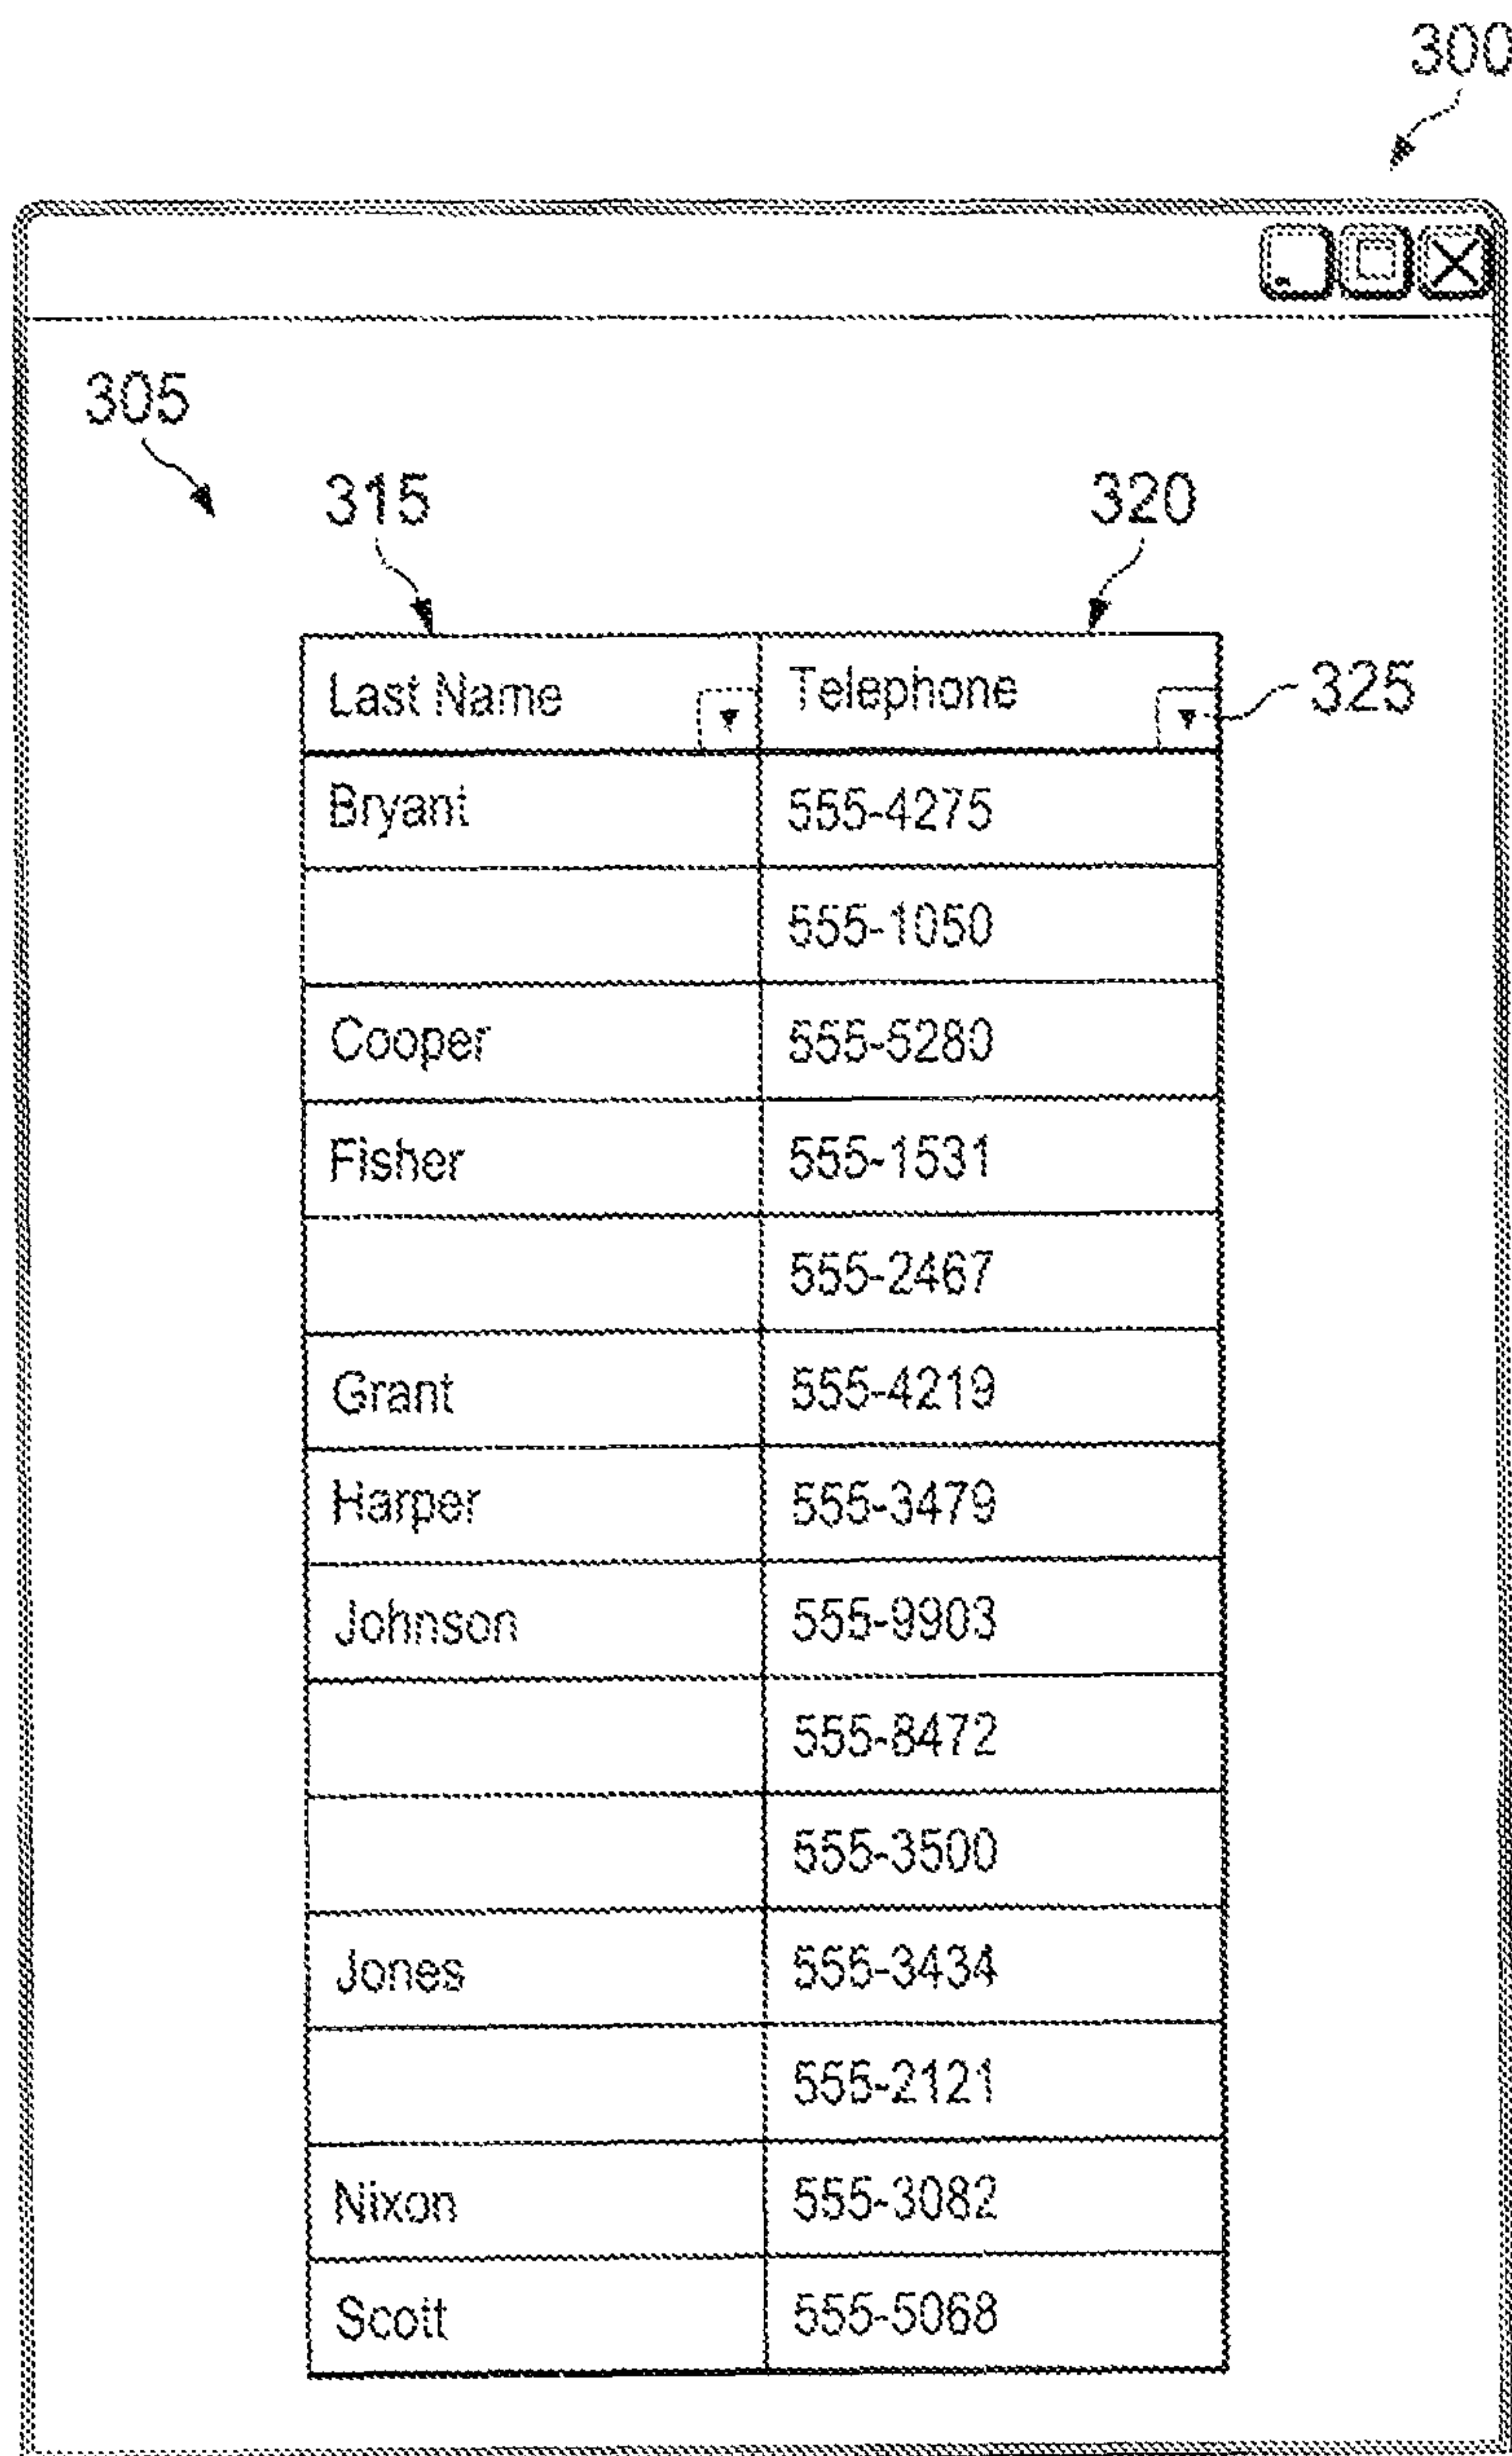 300
305
315 320
Last Name Telephone 325
Bryant 555-4275
555-1050
Cooper 555-5280
Fisher 555-1531
555-2467
Grant 555-4219
Harper 555-3479
Johnson 555-9903
555-8472
555-3500
Jones 555-3434
555-2121
Nixon 555-3082
Scott 555-5068